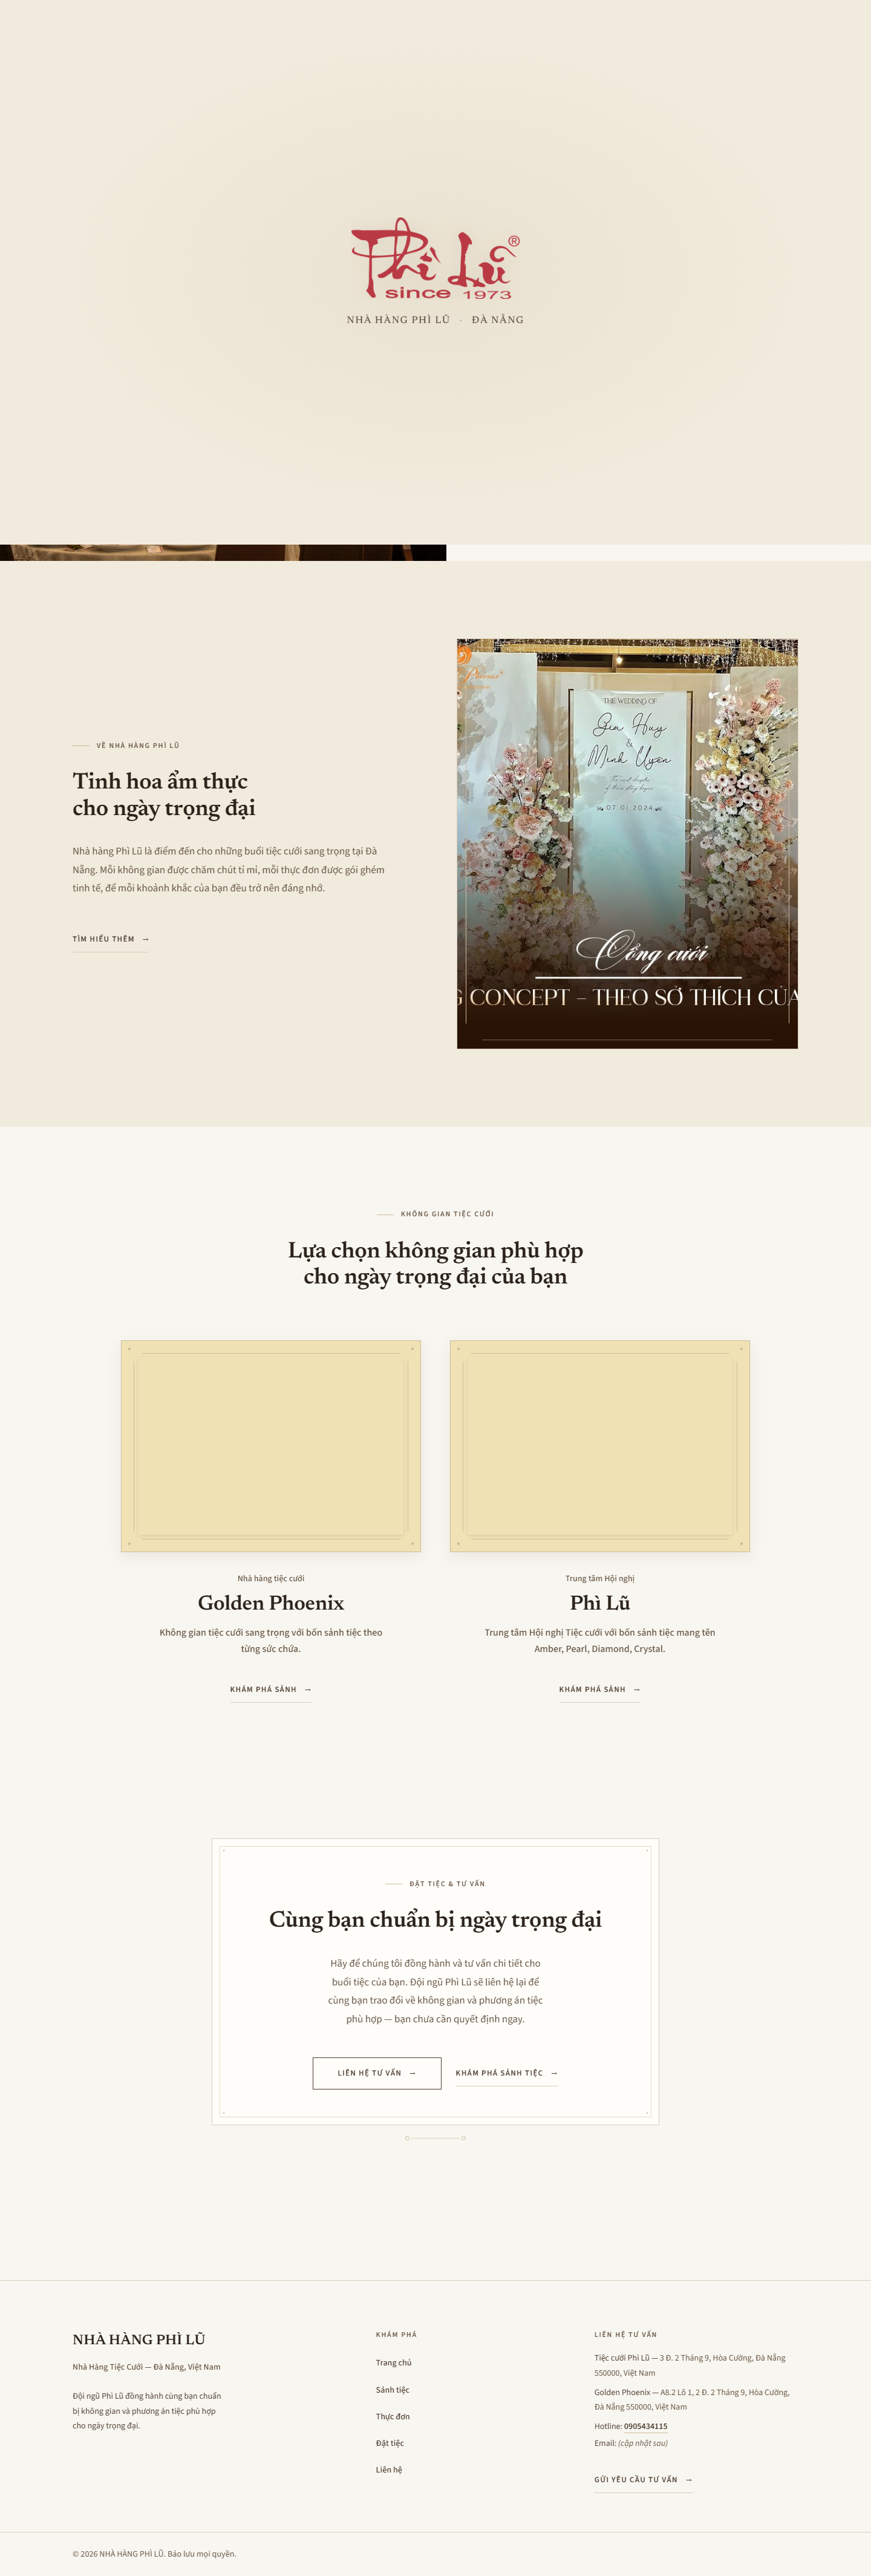 Phì Lũ®
since 1973
NHÀ HÀNG PHÌ LŨ · ĐÀ NẴNG
VỀ NHÀ HÀNG PHÌ LŨ
Tinh hoa ẩm thực
cho ngày trọng đại
Nhà hàng Phì Lũ là điểm đến cho những buổi tiệc cưới sang trọng tại Đà
Nẵng. Mỗi không gian được chăm chút tỉ mỉ, mỗi thực đơn được gói ghém
tinh tế, để mỗi khoảnh khắc của bạn đều trở nên đáng nhớ.
TÌM HIỂU THÊM →
THE WEDDING OF
Gia Huy
&
Minh Uyên
07.01.2024
Cổng cưới
G CONCEPT – THEO SỞ THÍCH CỦA
KHÔNG GIAN TIỆC CƯỚI
Lựa chọn không gian phù hợp
cho ngày trọng đại của bạn
Nhà hàng tiệc cưới
Golden Phoenix
Không gian tiệc cưới sang trọng với bốn sảnh tiệc theo
từng sức chứa.
KHÁM PHÁ SẢNH →
Trung tâm Hội nghị
Phì Lũ
Trung tâm Hội nghị Tiệc cưới với bốn sảnh tiệc mang tên
Amber, Pearl, Diamond, Crystal.
KHÁM PHÁ SẢNH →
ĐẶT TIỆC & TƯ VẤN
Cùng bạn chuẩn bị ngày trọng đại
Hãy để chúng tôi đồng hành và tư vấn chi tiết cho
buổi tiệc của bạn. Đội ngũ Phì Lũ sẽ liên hệ lại để
cùng bạn trao đổi về không gian và phương án tiệc
phù hợp — bạn chưa cần quyết định ngay.
LIÊN HỆ TƯ VẤN →
KHÁM PHÁ SẢNH TIỆC →
NHÀ HÀNG PHÌ LŨ
Nhà Hàng Tiệc Cưới — Đà Nẵng, Việt Nam
Đội ngũ Phì Lũ đồng hành cùng bạn chuẩn
bị không gian và phương án tiệc phù hợp
cho ngày trọng đại.
KHÁM PHÁ
Trang chủ
Sảnh tiệc
Thực đơn
Đặt tiệc
Liên hệ
LIÊN HỆ TƯ VẤN
Tiệc cưới Phì Lũ — 3 Đ. 2 Tháng 9, Hòa Cường, Đà Nẵng
550000, Việt Nam
Golden Phoenix — A8.2 Lô 1, 2 Đ. 2 Tháng 9, Hòa Cường,
Đà Nẵng 550000, Việt Nam
Hotline: 0905434115
Email: (cập nhật sau)
GỬI YÊU CẦU TƯ VẤN →
© 2026 NHÀ HÀNG PHÌ LŨ. Bảo lưu mọi quyền.